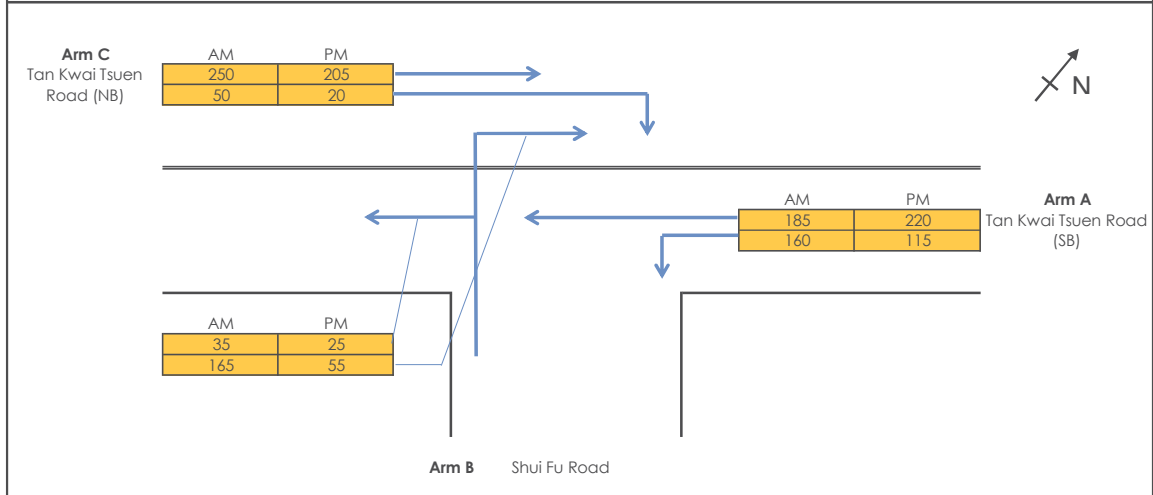 Arm C
Tan Kwai Tsuen
Road (NB)
AM PM
250 205
50 20
N
AM PM
185 220
160 115
Arm A
Tan Kwai Tsuen Road
(SB)
AM PM
35 25
165 55
Arm B Shui Fu Road